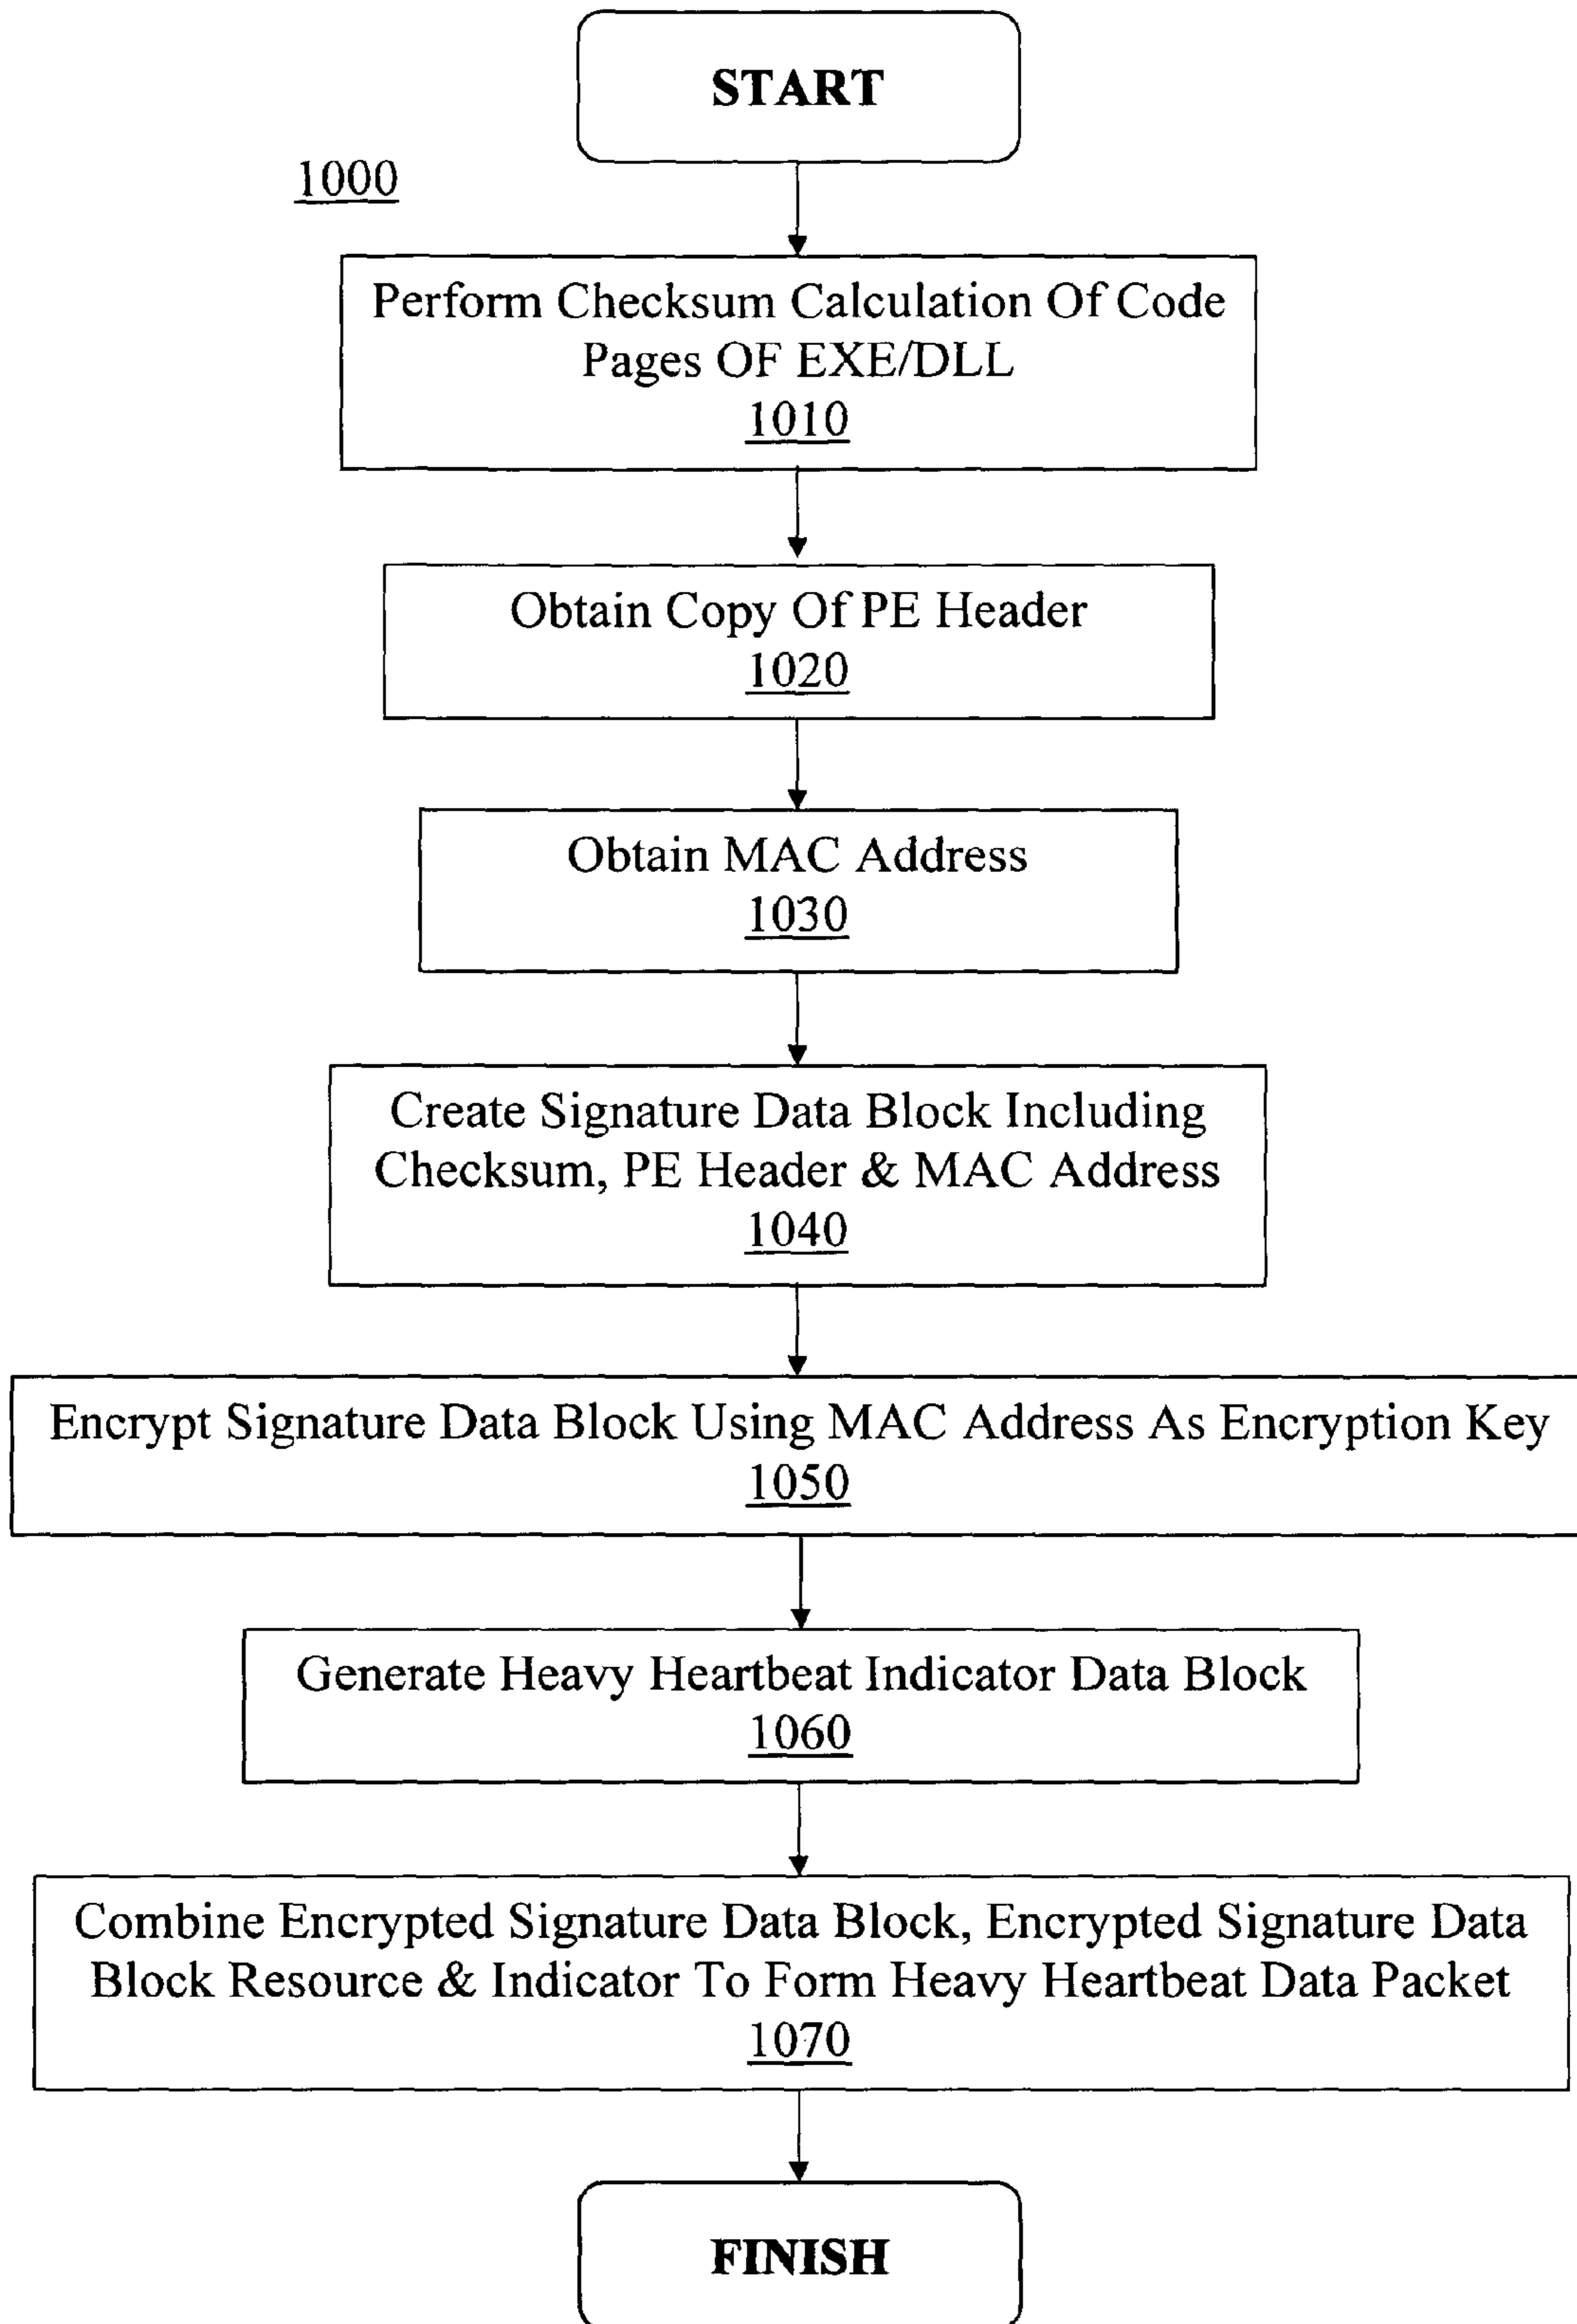 START
1000
Perform Checksum Calculation Of Code
Pages OF EXE/DLL
1010
Obtain Copy Of PE Header
1020
Obtain MAC Address
1030
Create Signature Data Block Including
Checksum, PE Header & MAC Address
1040
Encrypt Signature Data Block Using MAC Address As Encryption Key
1050
Generate Heavy Heartbeat Indicator Data Block
1060
Combine Encrypted Signature Data Block, Encrypted Signature Data
Block Resource & Indicator To Form Heavy Heartbeat Data Packet
1070
FINISH